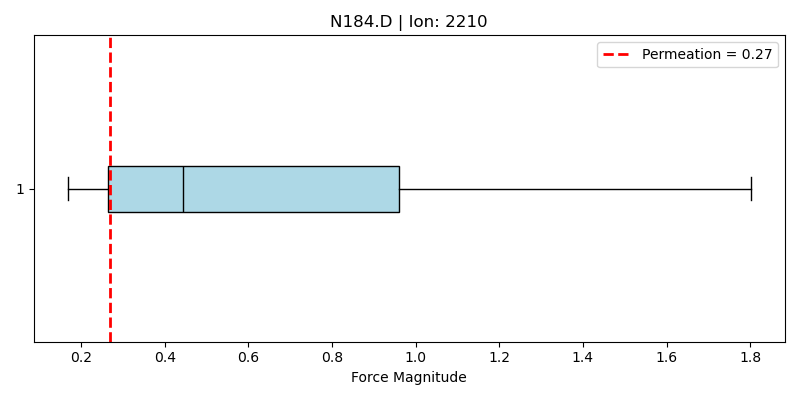 N184.D | Ion: 2210
Permeation = 0.27
1
0.2 0.4 0.6 0.8 1.0 1.2 1.4 1.6 1.8
Force Magnitude